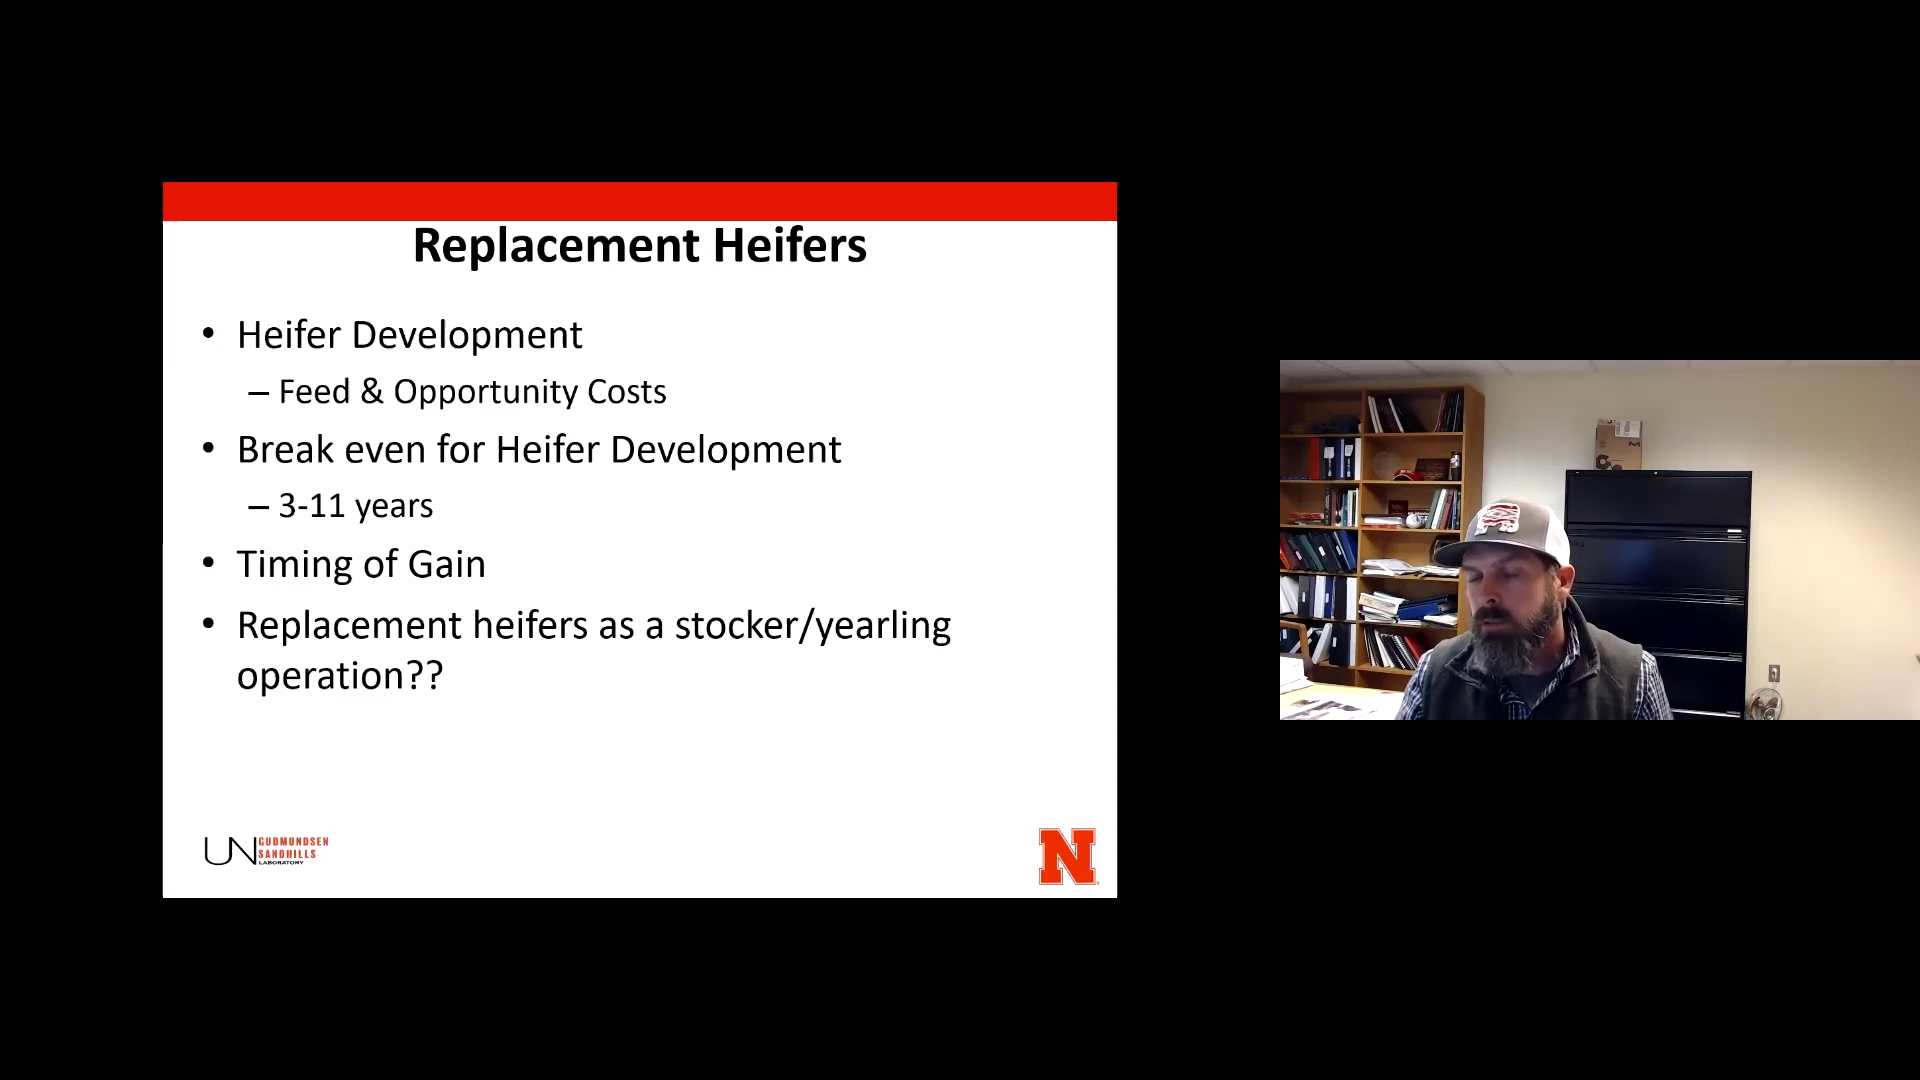 Replacement Heifers
• Heifer Development
– Feed & Opportunity Costs
• Break even for Heifer Development
– 3-11 years
• Timing of Gain
• Replacement heifers as a stocker/yearling
operation??
UN GUDMUNDSEN
SANDHILLS
LABORATORY
N